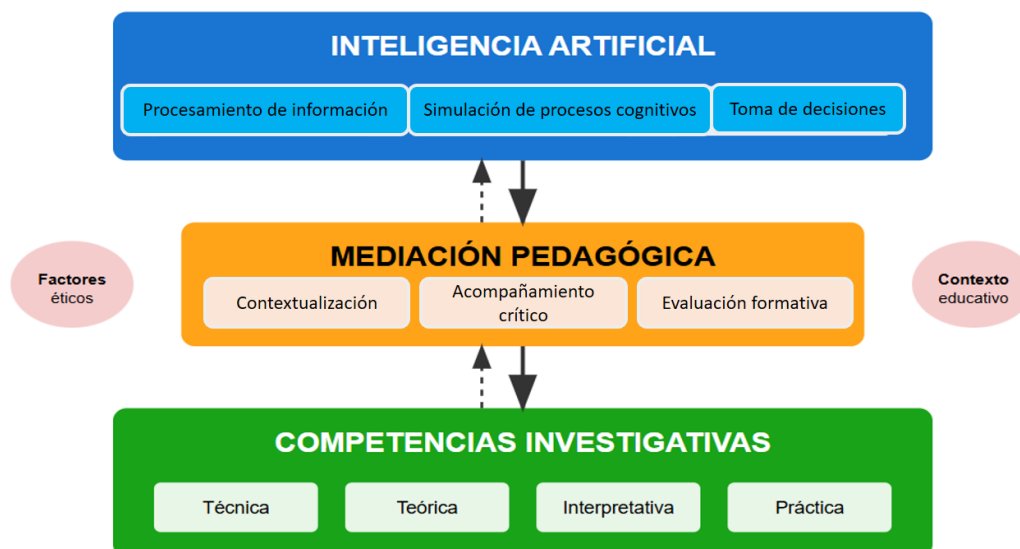 INTELIGENCIA ARTIFICIAL
Procesamiento de información
Simulación de procesos cognitivos
Toma de decisiones
MEDIACIÓN PEDAGÓGICA
Factores
éticos
Contextualización
Acompañamiento
crítico
Evaluación formativa
Contexto
educativo
COMPETENCIAS INVESTIGATIVAS
Técnica
Teórica
Interpretativa
Práctica